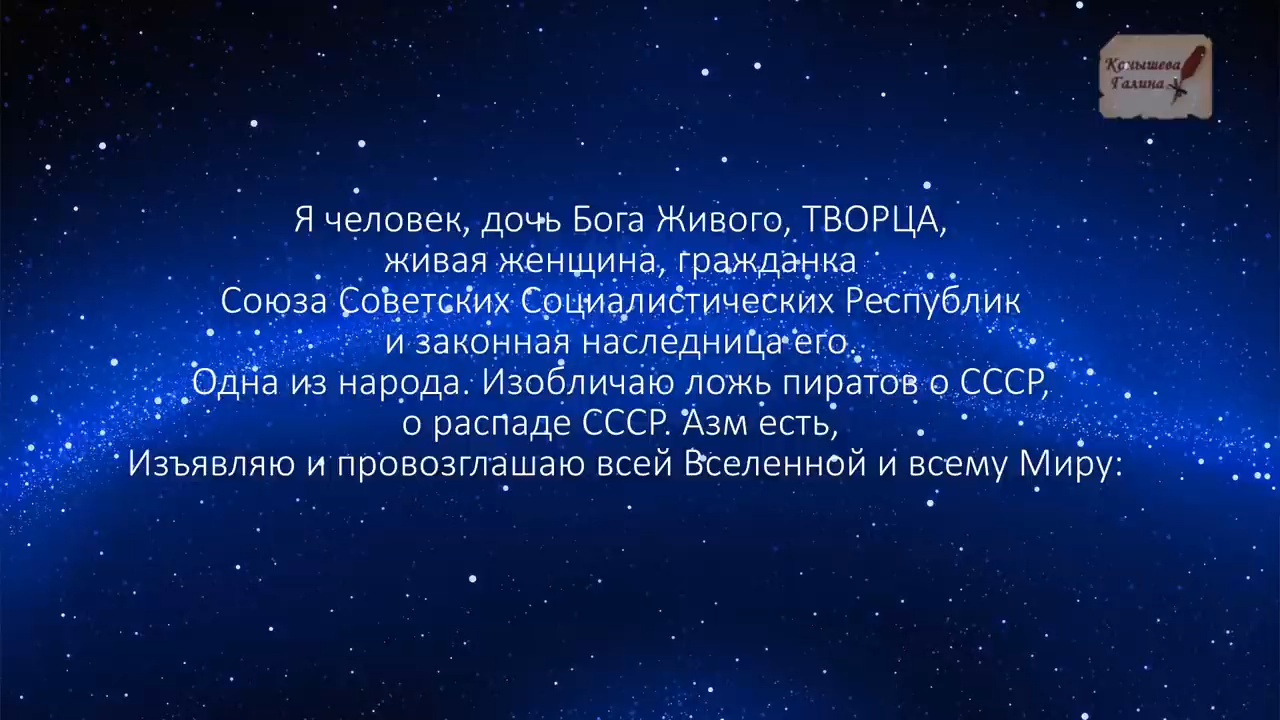 Конышева
Галина
Я человек, дочь Бога Живого, ТВОРЦА,
живая женщина, гражданка
Союза Советских Социалистических Республик
и законная наследница его.
Одна из народа. Изобличаю ложь пиратов о СССР,
о распаде СССР. Азм есть,
Изъявляю и провозглашаю всей Вселенной и всему Миру: